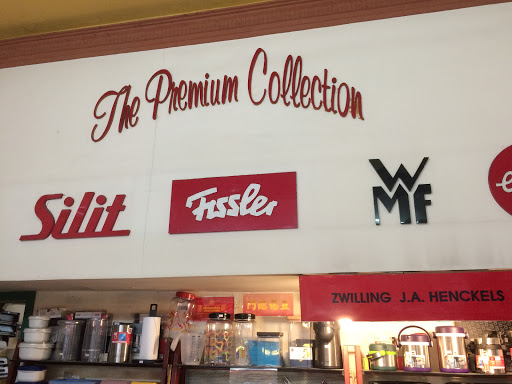 The Premium Collection
Silit
Fissler
WMF
e
ZWILLING J.A. HENCKELS